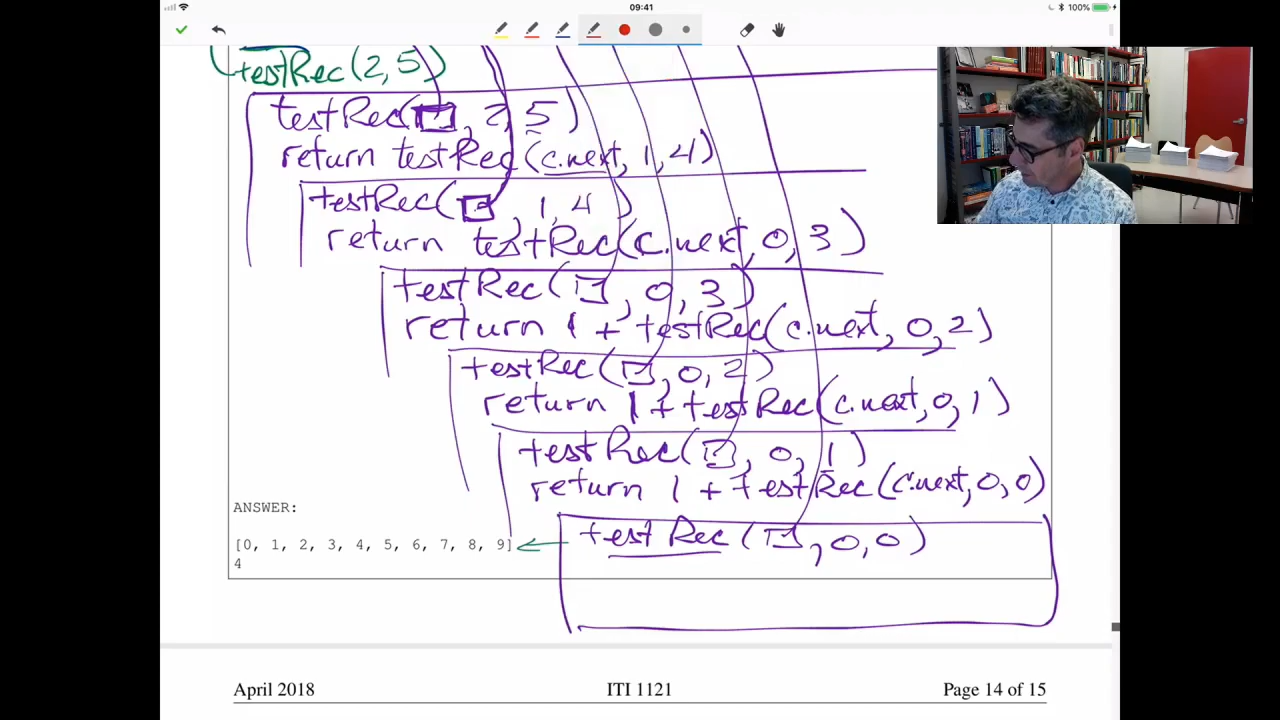 09:41
100%
testRec(2,5)
testRec( , 2, 5)
return testRec(c.next, 1, 4)
testRec( , 1, 4)
return testRec(c.next, 0, 3)
testRec( , 0, 3)
return 1 + testRec(c.next, 0, 2)
testRec( , 0, 2)
return 1 + testRec(c.next, 0, 1)
testRec( , 0, 1)
return 1 + testRec(c.next, 0, 0)
testRec( , 0, 0)
ANSWER:
[0, 1, 2, 3, 4, 5, 6, 7, 8, 9]
4
April 2018 ITI 1121 Page 14 of 15